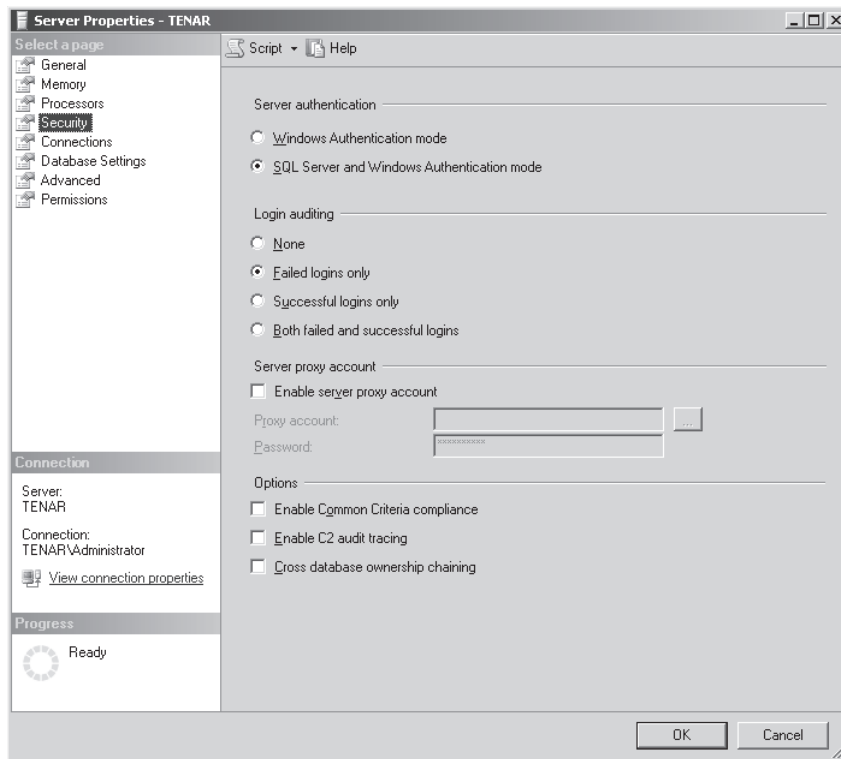 Server Properties - TENAR
Select a page
General
Memory
Processors
Security
Connections
Database Settings
Advanced
Permissions
Connection
Server:
TENAR
Connection:
TENAR\Administrator
View connection properties
Progress
Ready
Script Help
Server authentication
Windows Authentication mode
SQL Server and Windows Authentication mode
Login auditing
None
Failed logins only
Successful logins only
Both failed and successful logins
Server proxy account
Enable server proxy account
Proxy account:
...
Password:
**********
Options
Enable Common Criteria compliance
Enable C2 audit tracing
Cross database ownership chaining
OK Cancel